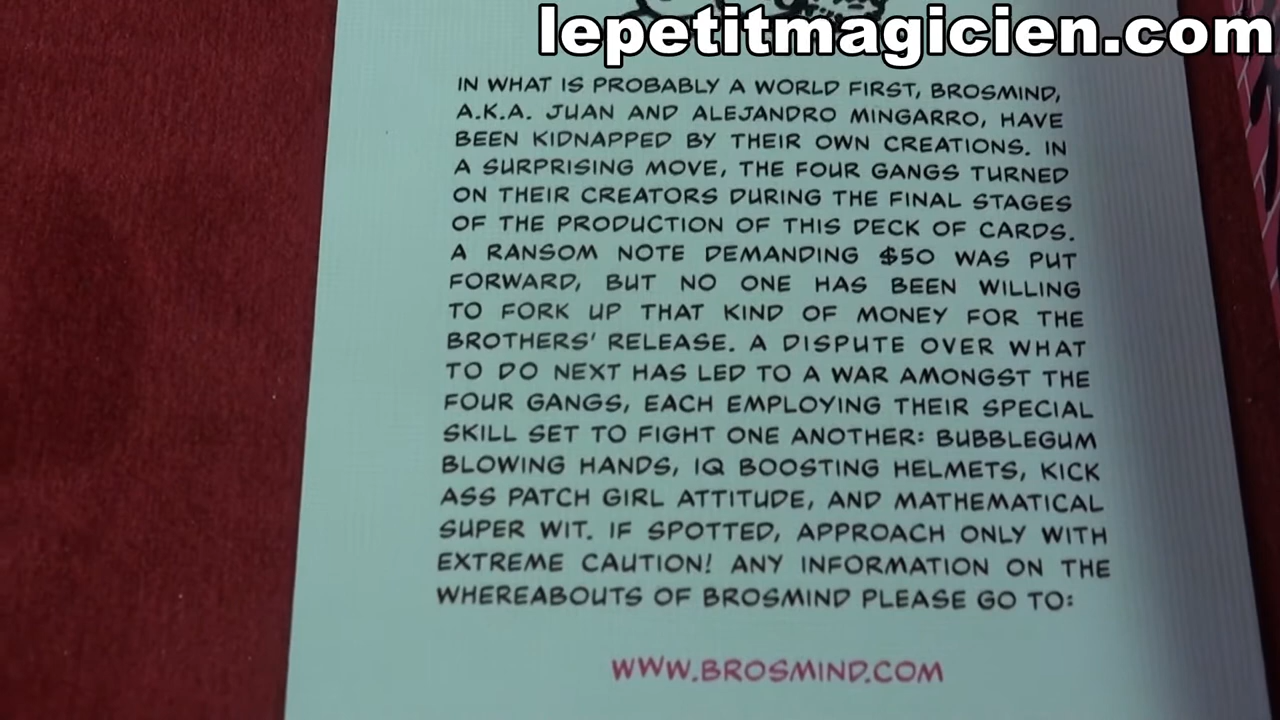 lepetitmagicien.com
IN WHAT IS PROBABLY A WORLD FIRST, BROSMIND,
A.K.A. JUAN AND ALEJANDRO MINGARRO, HAVE
BEEN KIDNAPPED BY THEIR OWN CREATIONS. IN
A SURPRISING MOVE, THE FOUR GANGS TURNED
ON THEIR CREATORS DURING THE FINAL STAGES
OF THE PRODUCTION OF THIS DECK OF CARDS.
A RANSOM NOTE DEMANDING $50 WAS PUT
FORWARD, BUT NO ONE HAS BEEN WILLING
TO FORK UP THAT KIND OF MONEY FOR THE
BROTHERS' RELEASE. A DISPUTE OVER WHAT
TO DO NEXT HAS LED TO A WAR AMONGST THE
FOUR GANGS, EACH EMPLOYING THEIR SPECIAL
SKILL SET TO FIGHT ONE ANOTHER: BUBBLEGUM
BLOWING HANDS, IQ BOOSTING HELMETS, KICK
ASS PATCH GIRL ATTITUDE, AND MATHEMATICAL
SUPER WIT. IF SPOTTED, APPROACH ONLY WITH
EXTREME CAUTION! ANY INFORMATION ON THE
WHEREABOUTS OF BROSMIND PLEASE GO TO:
WWW.BROSMIND.COM